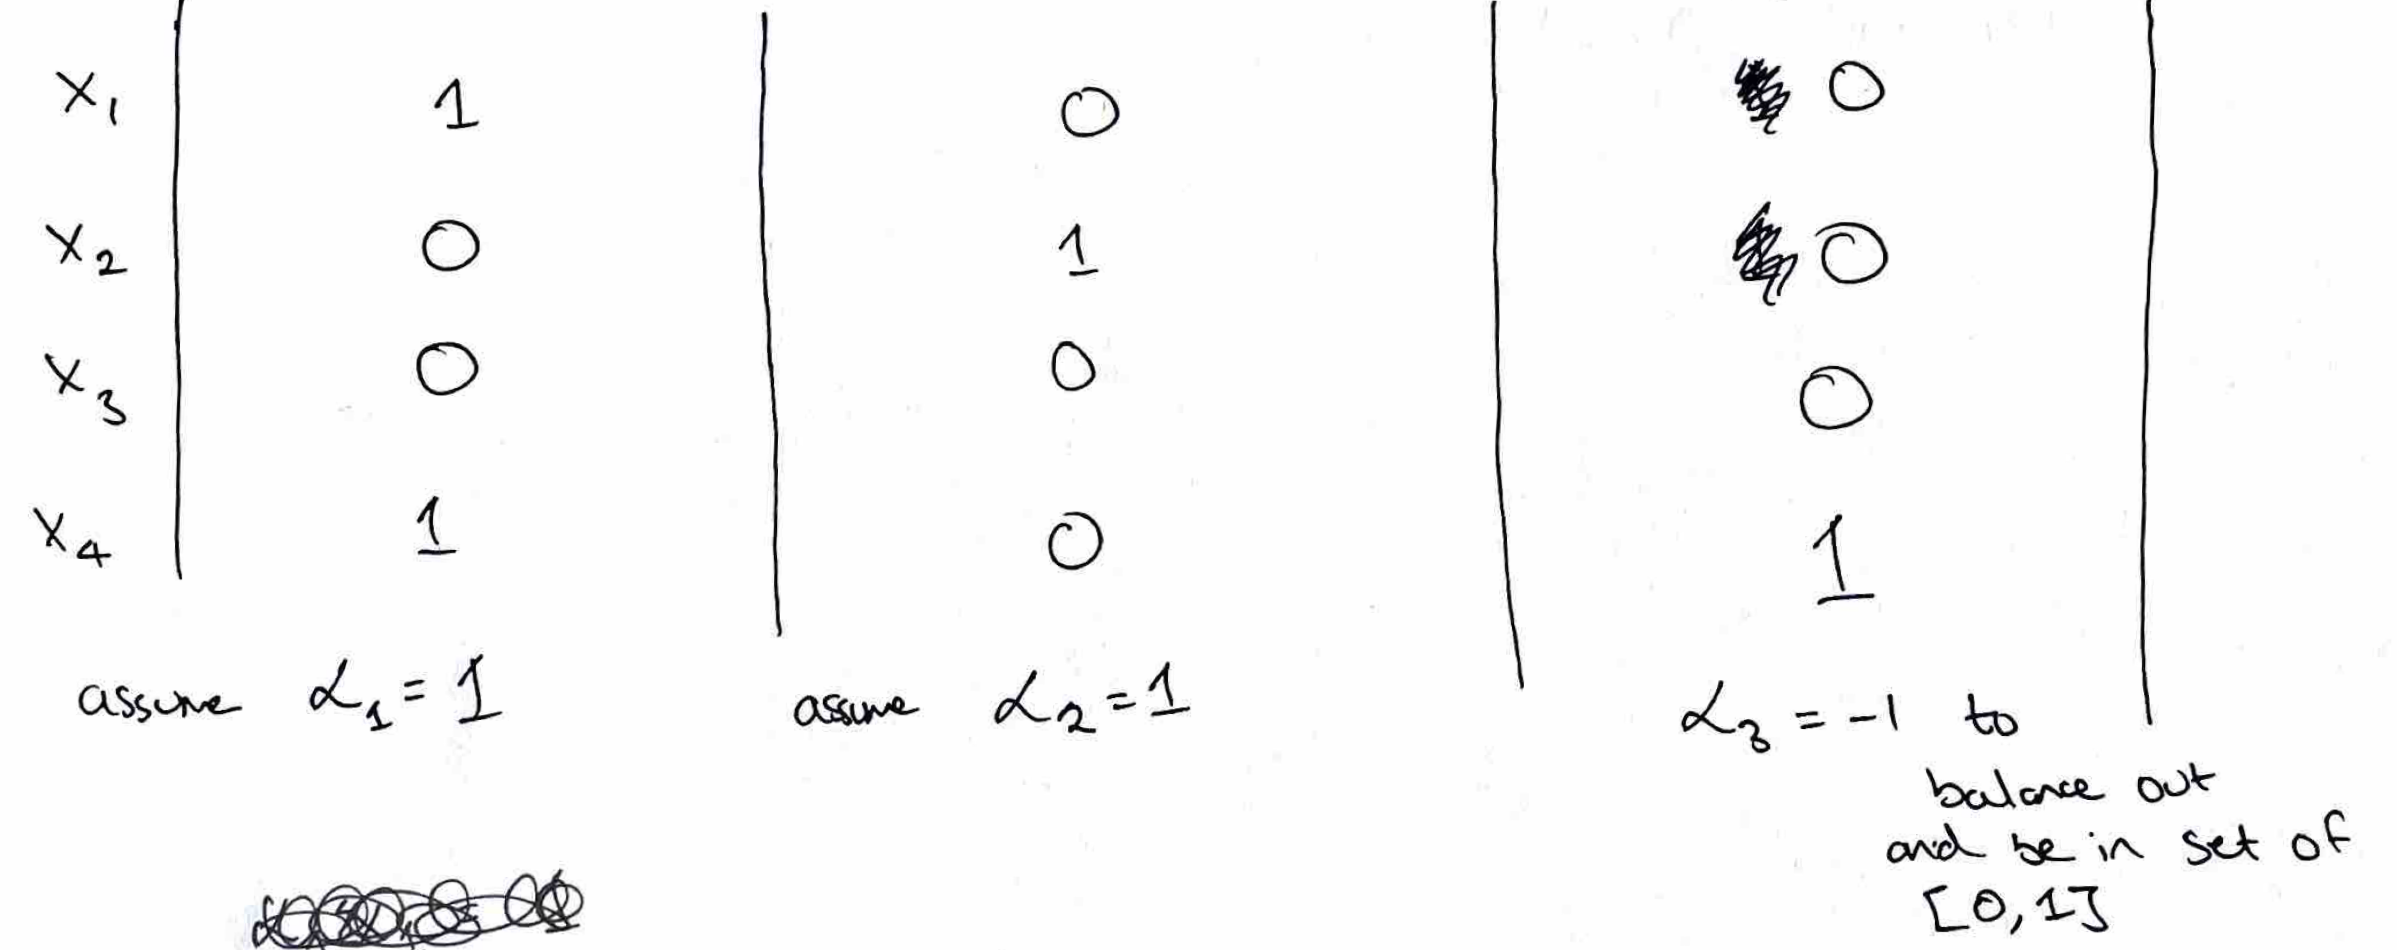 x₁ 1 0 0
x₂ 0 1 0
x₃ 0 0 0
x₄ 1 0 1
assume α₁ = 1 assume α₂ = 1 α₃ = -1 to
balance out
and be in set of
[0, 1]